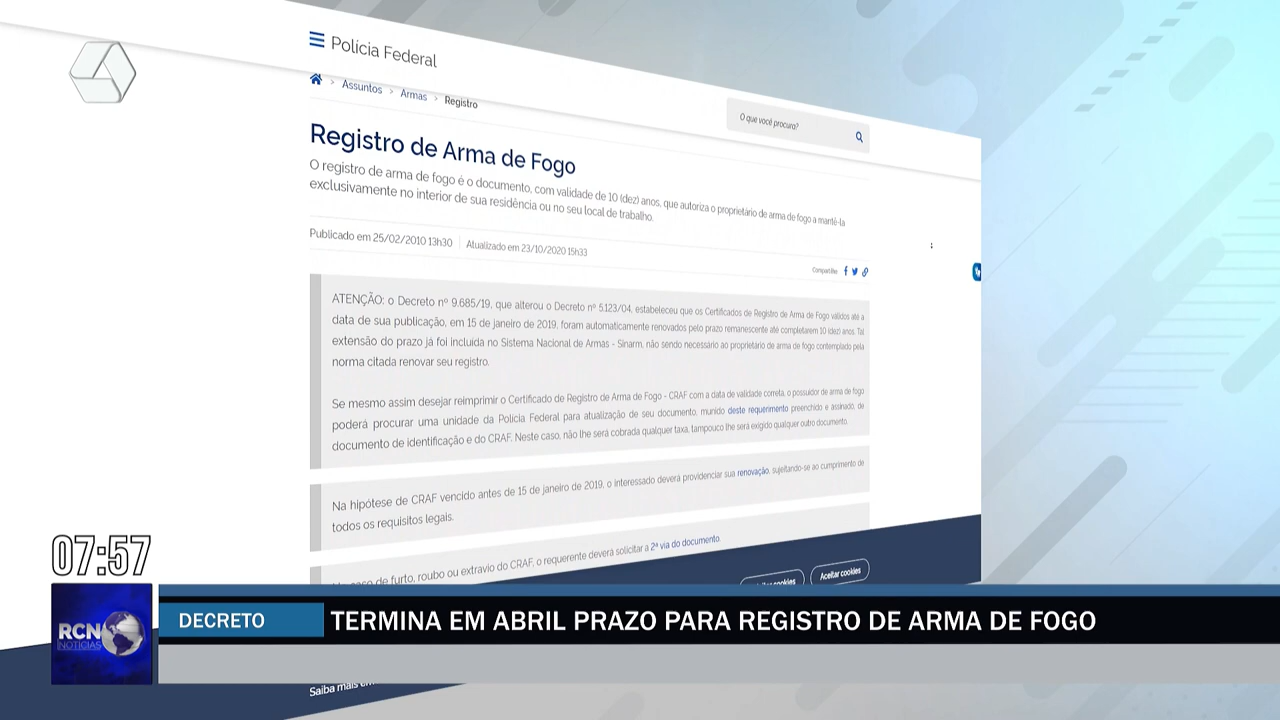 Polícia Federal
Assuntos > Armas > Registro
O que você procura?
Registro de Arma de Fogo
O registro de arma de fogo é o documento, com validade de 10 (dez) anos, que autoriza o proprietário de arma de fogo a mantê-la
exclusivamente no interior de sua residência ou no seu local de trabalho.
Publicado em 25/02/2010 13h30 Atualizado em 23/10/2020 15h33
Compartilhe:
ATENÇÃO: o Decreto nº 9.685/19, que alterou o Decreto nº 5.123/04, estabeleceu que os Certificados de Registro de Arma de Fogo válidos até a
data de sua publicação, em 15 de janeiro de 2019, foram automaticamente renovados pelo prazo remanescente até completarem 10 (dez) anos. Tal
extensão do prazo já foi incluída no Sistema Nacional de Armas - Sinarm, não sendo necessário ao proprietário de arma de fogo contemplado pela
norma citada renovar seu registro.
Se mesmo assim desejar reimprimir o Certificado de Registro de Arma de Fogo - CRAF com a data de validade correta, o possuidor de arma de fogo
poderá procurar uma unidade da Polícia Federal para atualização de seu documento, munido deste requerimento preenchido e assinado, de
documento de identificação e do CRAF. Neste caso, não lhe será cobrada qualquer taxa, tampouco lhe será exigido qualquer outro documento.
Na hipótese de CRAF vencido antes de 15 de janeiro de 2019, o interessado deverá providenciar sua renovação, sujeitando-se ao cumprimento de
todos os requisitos legais.
de furto, roubo ou extravio do CRAF, o requerente deverá solicitar a 2ª via do documento.
cookies Aceitar cookies
07:57
RCN
NOTÍCIAS
DECRETO
TERMINA EM ABRIL PRAZO PARA REGISTRO DE ARMA DE FOGO
Saiba mais